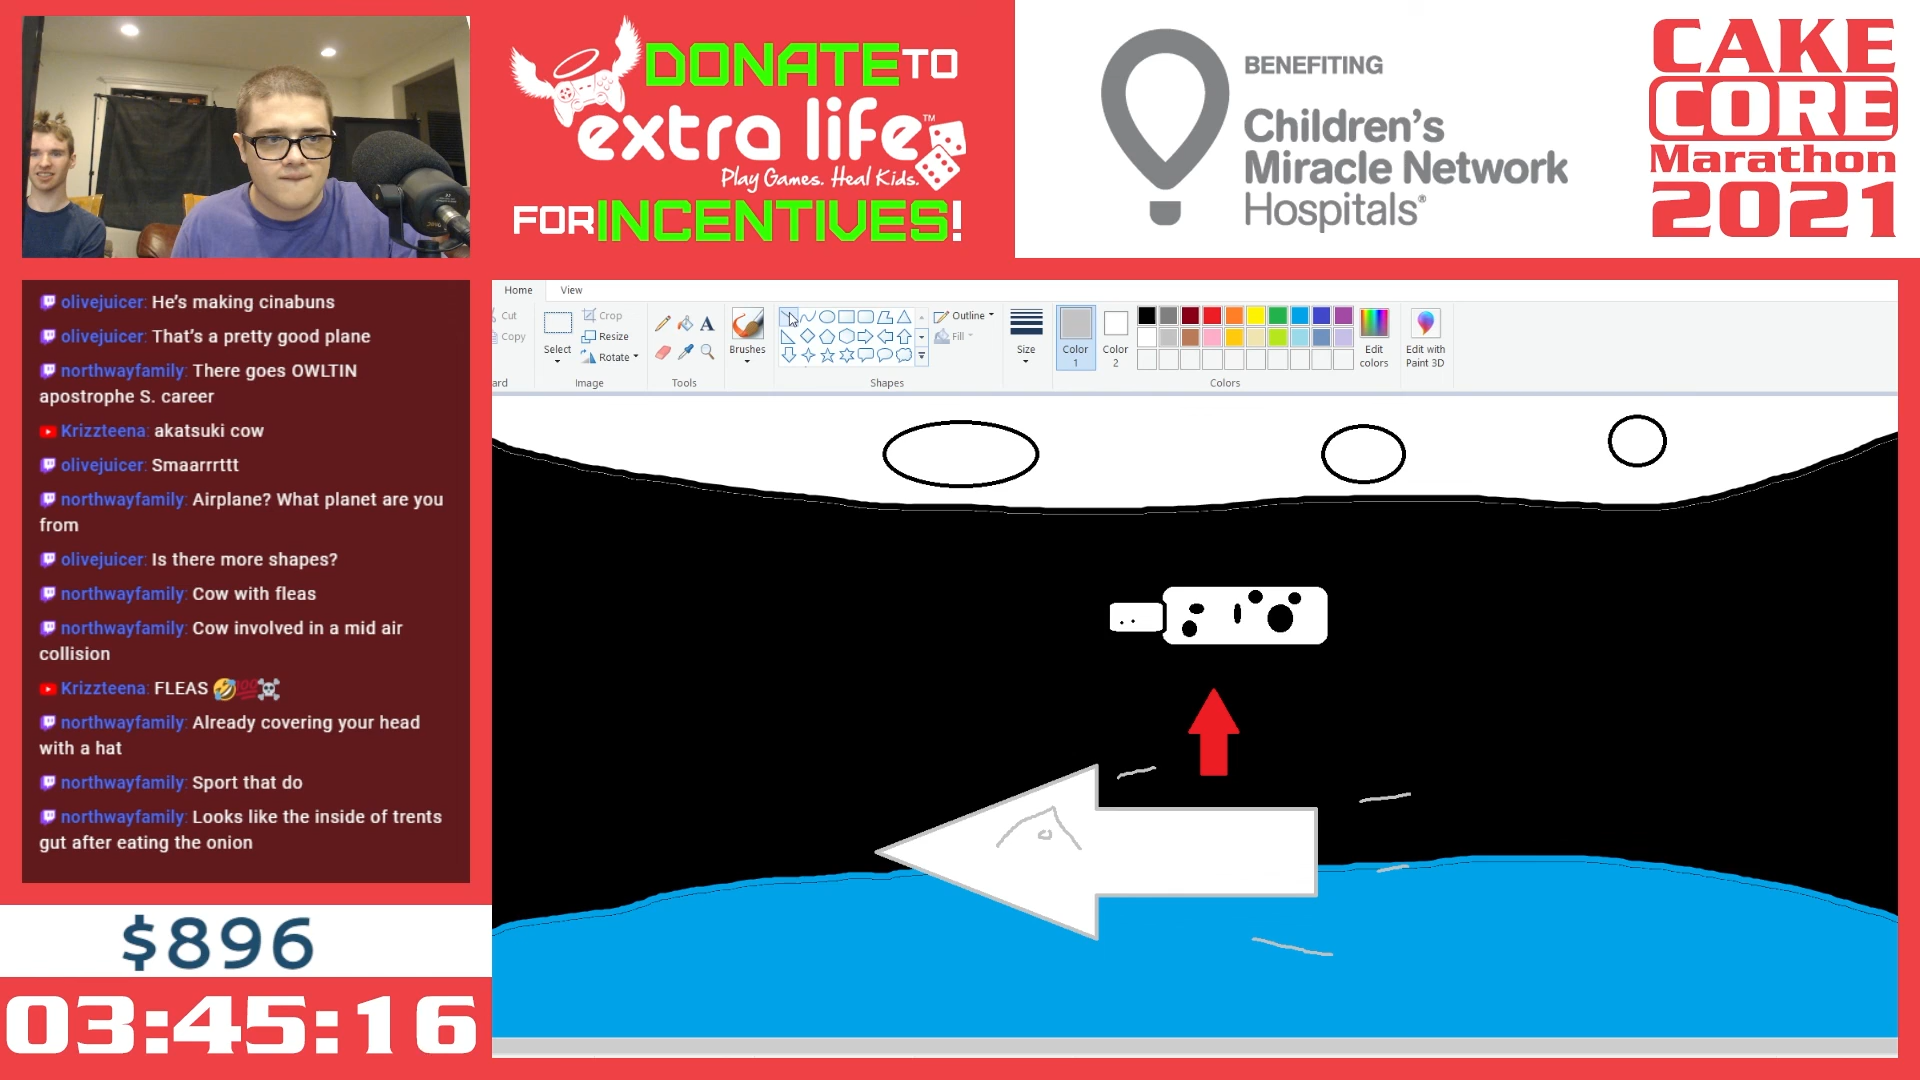 DONATE TO
extra life™
Play Games. Heal Kids.
FOR INCENTIVES!
BENEFITING
Children's
Miracle Network
Hospitals®
CAKE
CORE
Marathon
2021
olivejuicer: He's making cinabuns
olivejuicer: That's a pretty good plane
northwayfamily: There goes OWLTIN
apostrophe S. career
Krizzteena: akatsuki cow
olivejuicer: Smaarrrttt
northwayfamily: Airplane? What planet are you
from
olivejuicer: Is there more shapes?
northwayfamily: Cow with fleas
northwayfamily: Cow involved in a mid air
collision
Krizzteena: FLEAS 🤣💯☠️
northwayfamily: Already covering your head
with a hat
northwayfamily: Sport that do
northwayfamily: Looks like the inside of trents
gut after eating the onion
$896
03:45:16
Home View
Cut
Copy
ard
Select
Crop
Resize
Rotate
Image
A
Tools
Brushes
Outline
Fill
Shapes
Size
Color
1
Color
2
Edit
colors
Colors
Edit with
Paint 3D